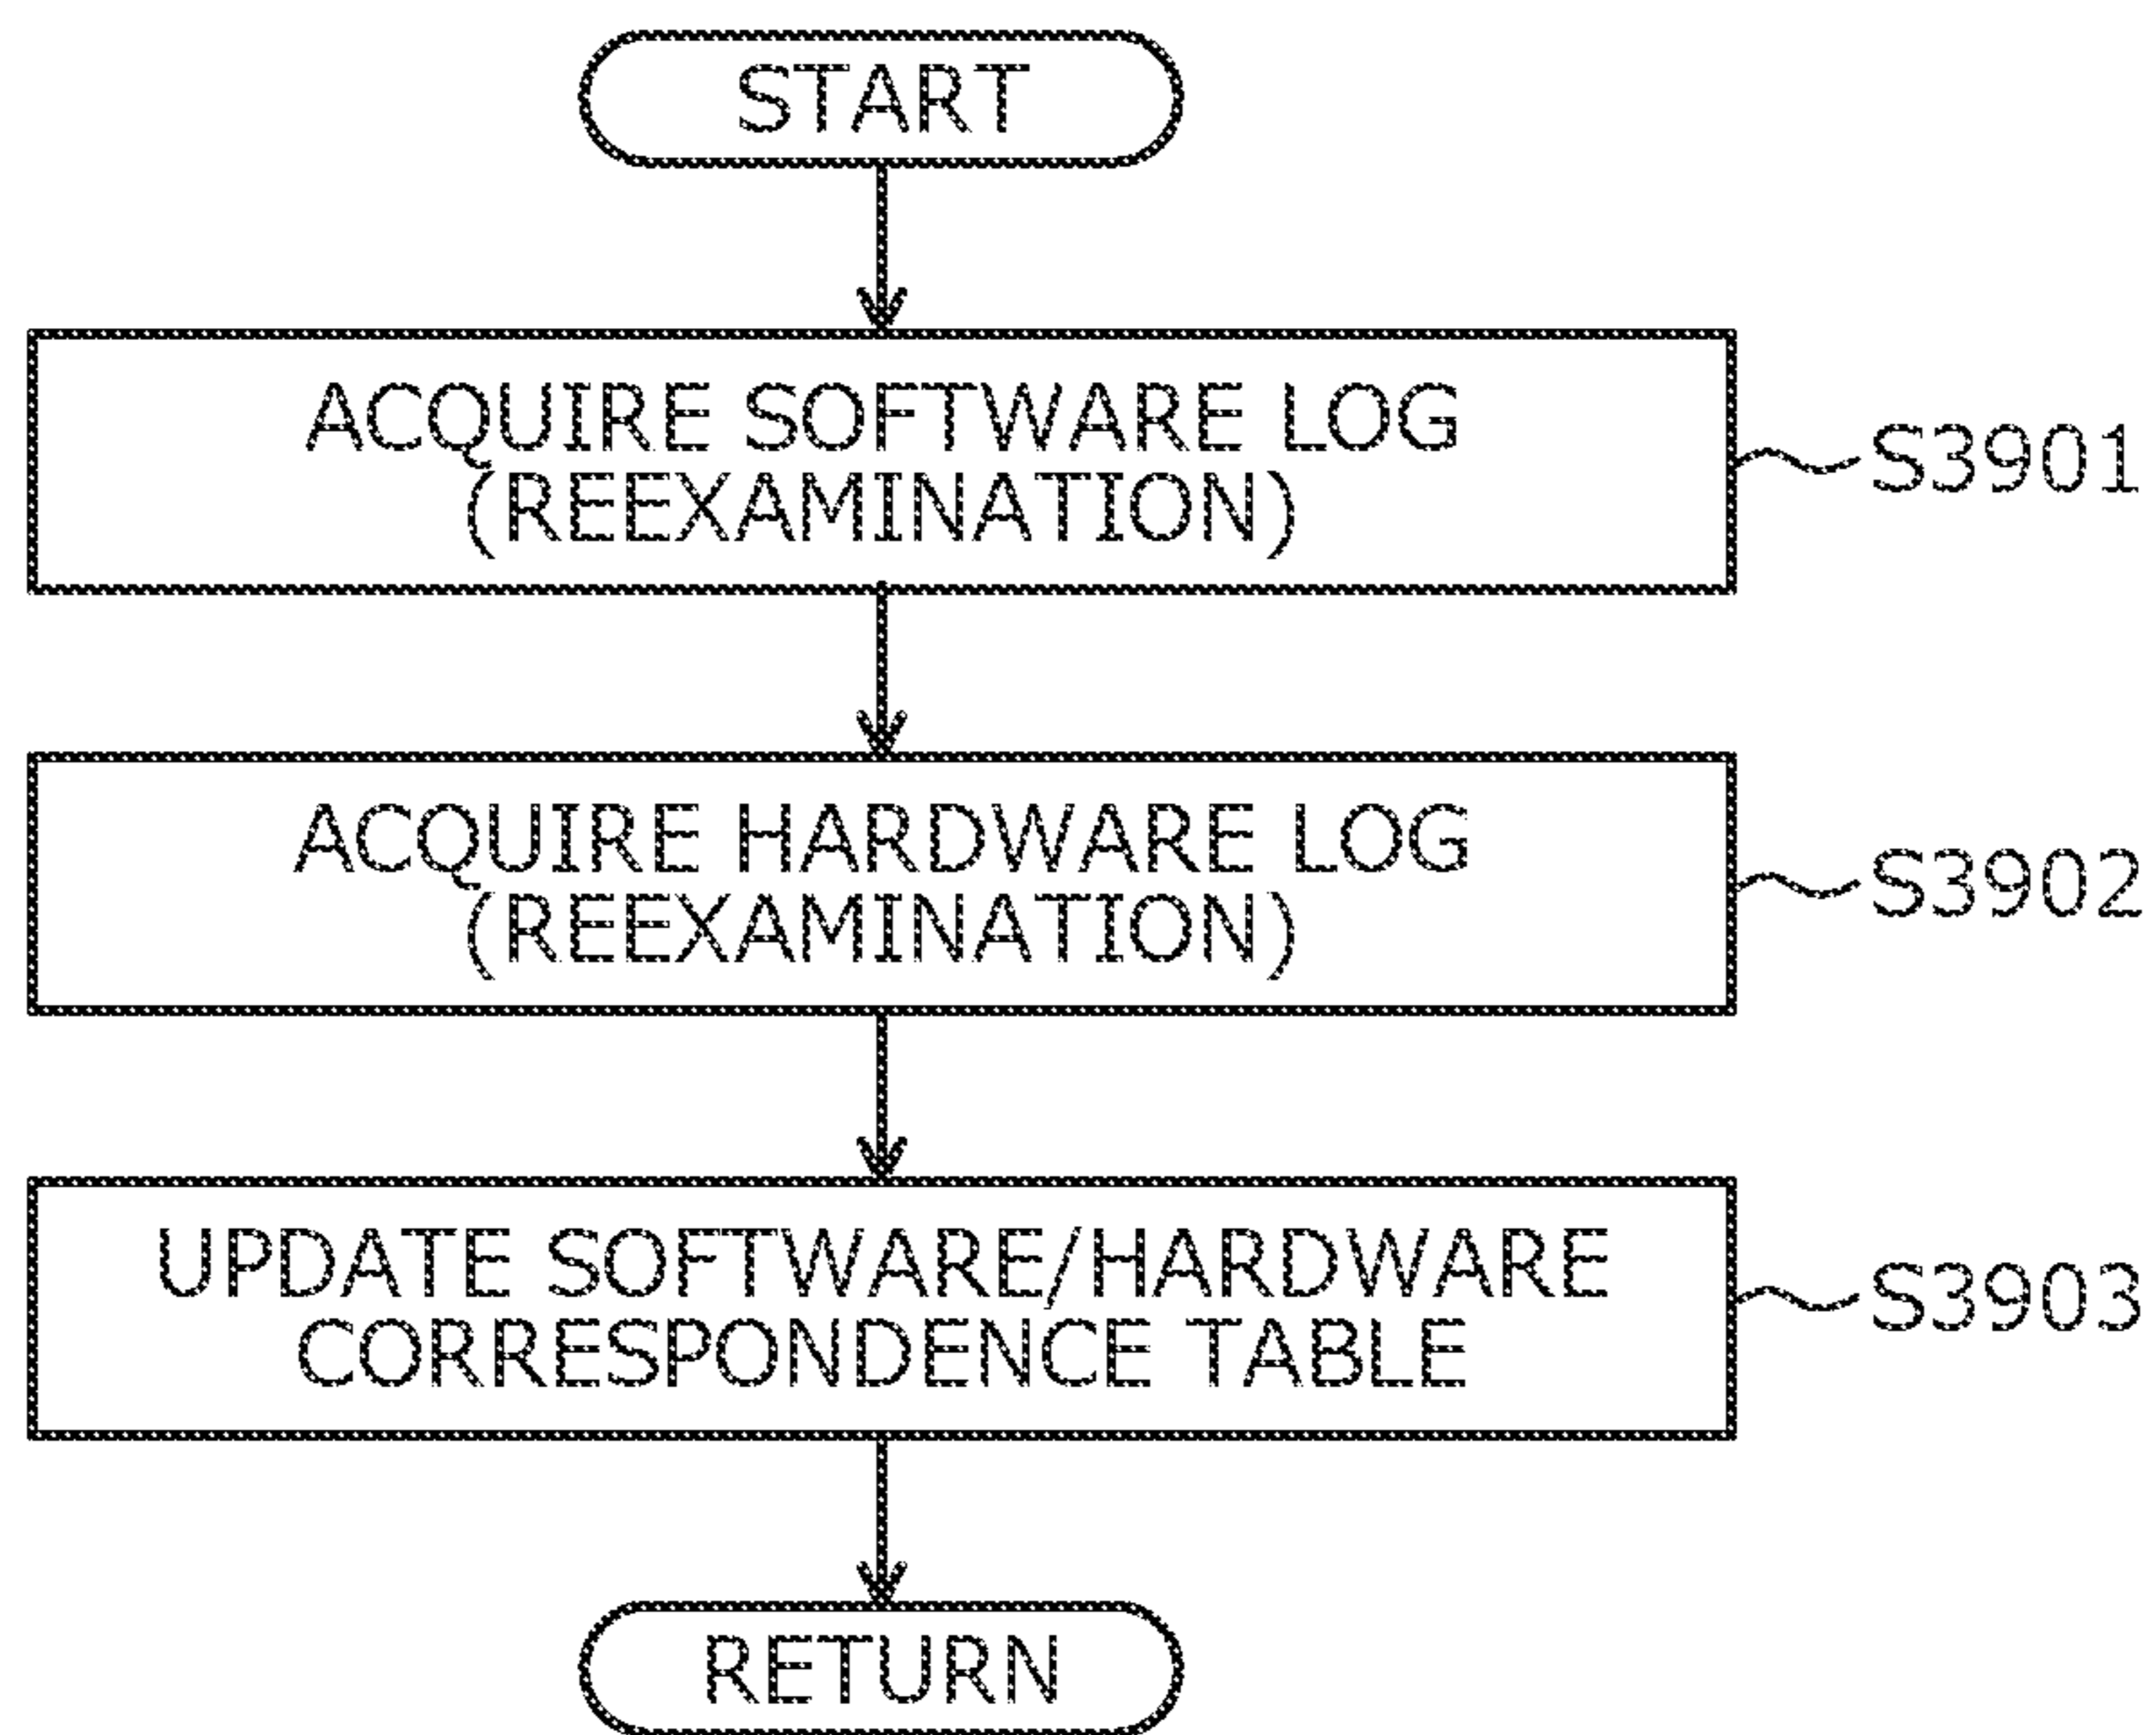 START
ACQUIRE SOFTWARE LOG
(REEXAMINATION)
S3901
ACQUIRE HARDWARE LOG
(REEXAMINATION)
S3902
UPDATE SOFTWARE/HARDWARE
CORRESPONDENCE TABLE
S3903
RETURN